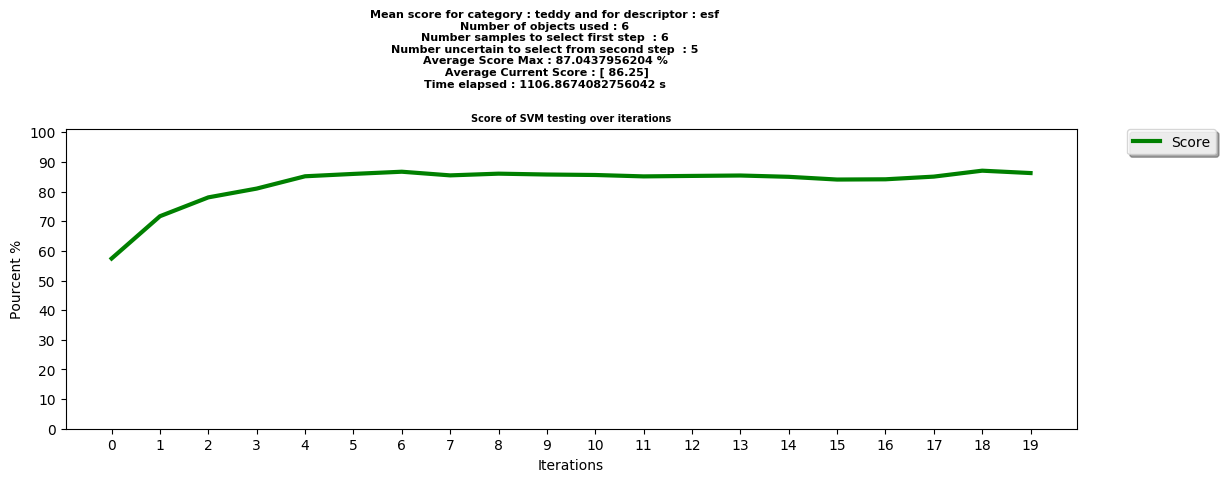 Mean score for category : teddy and for descriptor : esf
Number of objects used : 6
Number samples to select first step  : 6
Number uncertain to select from second step  : 5
Average Score Max : 87.0437956204 %
Average Current Score : [ 86.25]
Time elapsed : 1106.8674082756042 s
Score of SVM testing over iterations
Score
100
90
80
70
60
50
40
30
20
10
0
Pourcent %
0 1 2 3 4 5 6 7 8 9 10 11 12 13 14 15 16 17 18 19
Iterations